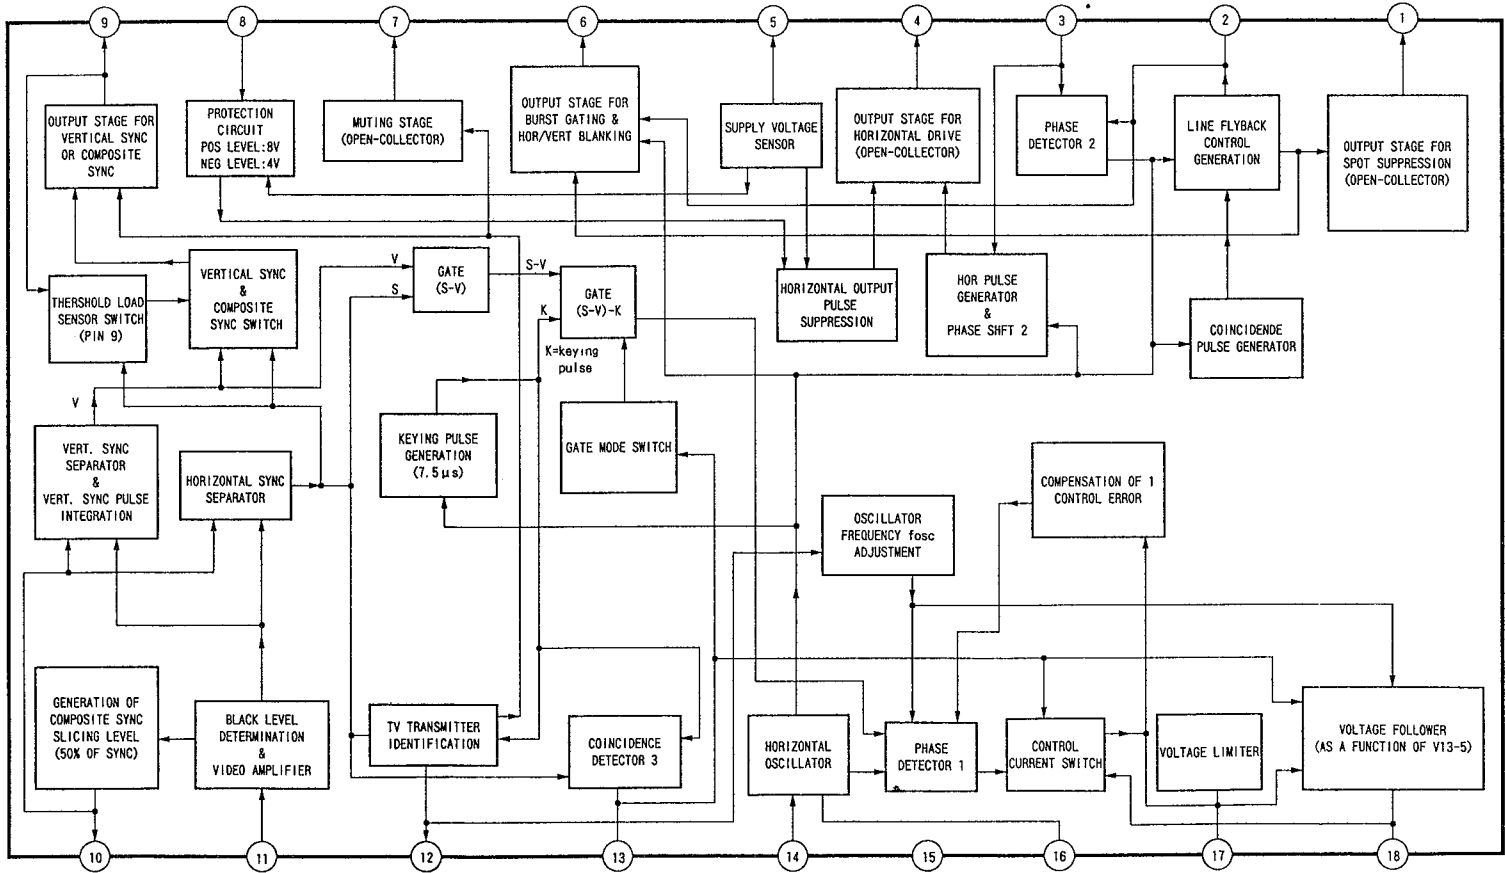 9
8
7
6
5
4
3
2
1
OUTPUT STAGE FOR
VERTICAL SYNC
OR COMPOSITE
SYNC
PROTECTION
CIRCUIT
POS LEVEL:8V
NEG LEVEL:4V
MUTING STAGE
(OPEN-COLLECTOR)
OUTPUT STAGE FOR
BURST GATING &
HOR/VERT BLANKING
SUPPLY VOLTAGE
SENSOR
OUTPUT STAGE FOR
HORIZONTAL DRIVE
(OPEN-COLLECTOR)
PHASE
DETECTOR 2
LINE FLYBACK
CONTROL
GENERATION
OUTPUT STAGE FOR
SPOT SUPPRESSION
(OPEN-COLLECTOR)
THERSHOLD LOAD
SENSOR SWITCH
(PIN 9)
VERTICAL SYNC
&
COMPOSITE
SYNC SWITCH
V
S
GATE
(S-V)
S-V
K
GATE
(S-V)-K
K=keying
pulse
HORIZONTAL OUTPUT
PULSE
SUPPRESSION
HOR PULSE
GENERATOR
&
PHASE SHFT 2
COINCIDENDE
PULSE GENERATOR
V
VERT. SYNC
SEPARATOR
&
VERT. SYNC PULSE
INTEGRATION
HORIZONTAL SYNC
SEPARATOR
KEYING PULSE
GENERATION
(7.5μs)
GATE MODE SWITCH
OSCILLATOR
FREQUENCY fosc
ADJUSTMENT
COMPENSATION OF 1
CONTROL ERROR
GENERATION OF
COMPOSITE SYNC
SLICING LEVEL
(50% OF SYNC)
BLACK LEVEL
DETERMINATION
&
VIDEO AMPLIFIER
TV TRANSMITTER
IDENTIFICATION
COINCIDENCE
DETECTOR 3
HORIZONTAL
OSCILLATOR
PHASE
DETECTOR 1
CONTROL
CURRENT SWITCH
VOLTAGE LIMITER
VOLTAGE FOLLOWER
(AS A FUNCTION OF V13-5)
10
11
12
13
14
15
16
17
18